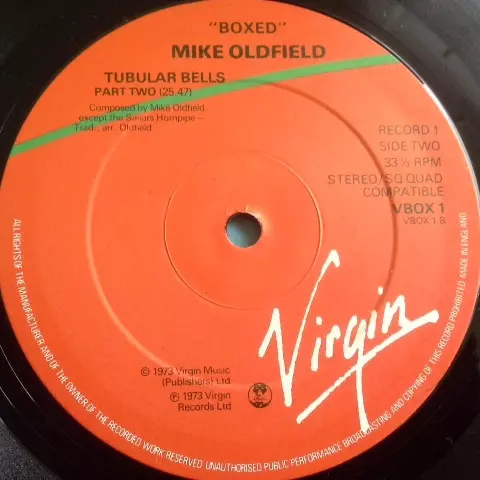 "BOXED"
MIKE OLDFIELD
TUBULAR BELLS
PART TWO (25.47)
Composed by Mike Oldfield
except the Sailors Hornpipe –
Trad.; arr. Oldfield
RECORD 1
SIDE TWO
33⅓ RPM
STEREO/SQ QUAD
COMPATIBLE
VBOX 1
VBOX 1 B
Virgin
℗ 1973 Virgin Music
(Publishers) Ltd
℗ 1973 Virgin
Records Ltd
ALL RIGHTS OF THE MANUFACTURER AND OF THE OWNER OF THE RECORDED WORK RESERVED. UNAUTHORISED PUBLIC PERFORMANCE BROADCASTING AND COPYING OF THIS RECORD PROHIBITED MADE IN ENGLAND